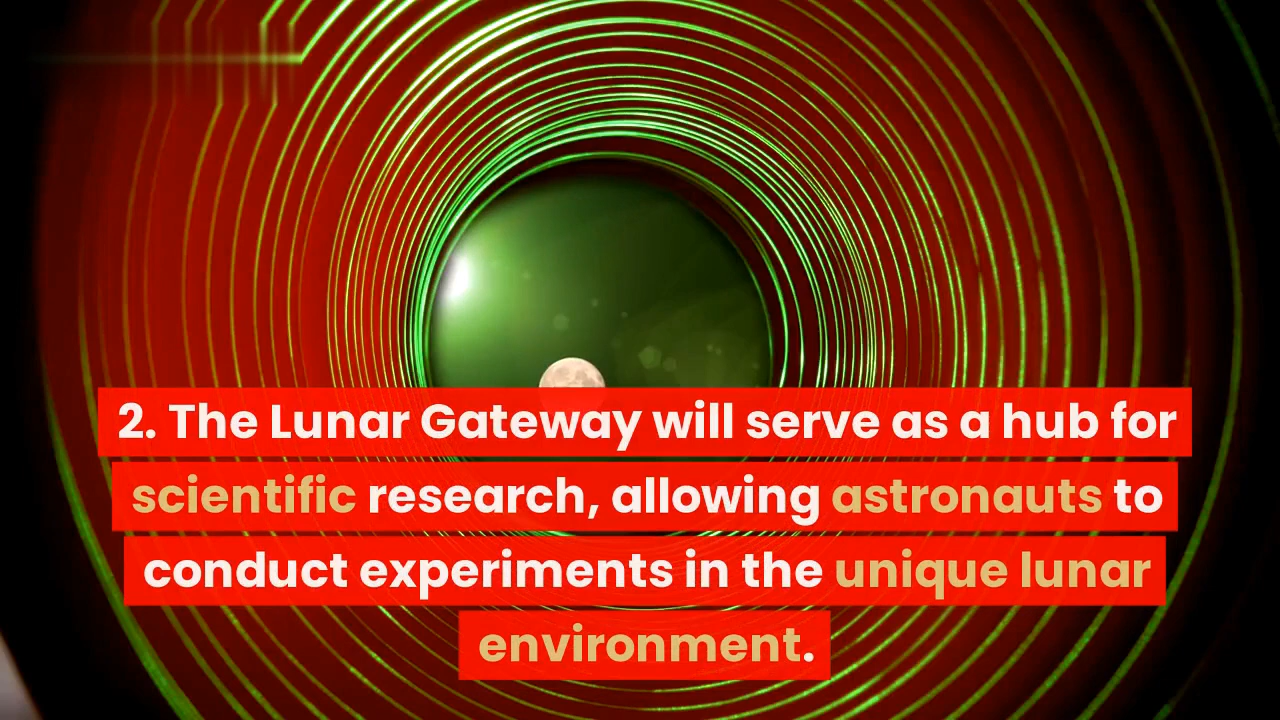 2. The Lunar Gateway will serve as a hub for
scientific research, allowing astronauts to
conduct experiments in the unique lunar
environment.